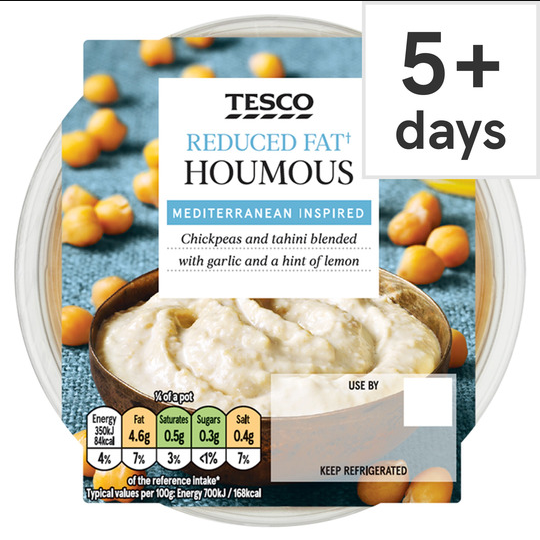 5+
days
TESCO
REDUCED FAT†
HOUMOUS
MEDITERRANEAN INSPIRED
Chickpeas and tahini blended
with garlic and a hint of lemon
¼ of a pot
Energy
350kJ
84kcal
4%
Fat
4.6g
7%
Saturates
0.5g
3%
Sugars
0.3g
<1%
Salt
0.4g
7%
of the reference intake*
Typical values per 100g: Energy 700kJ / 168kcal
USE BY
KEEP REFRIGERATED